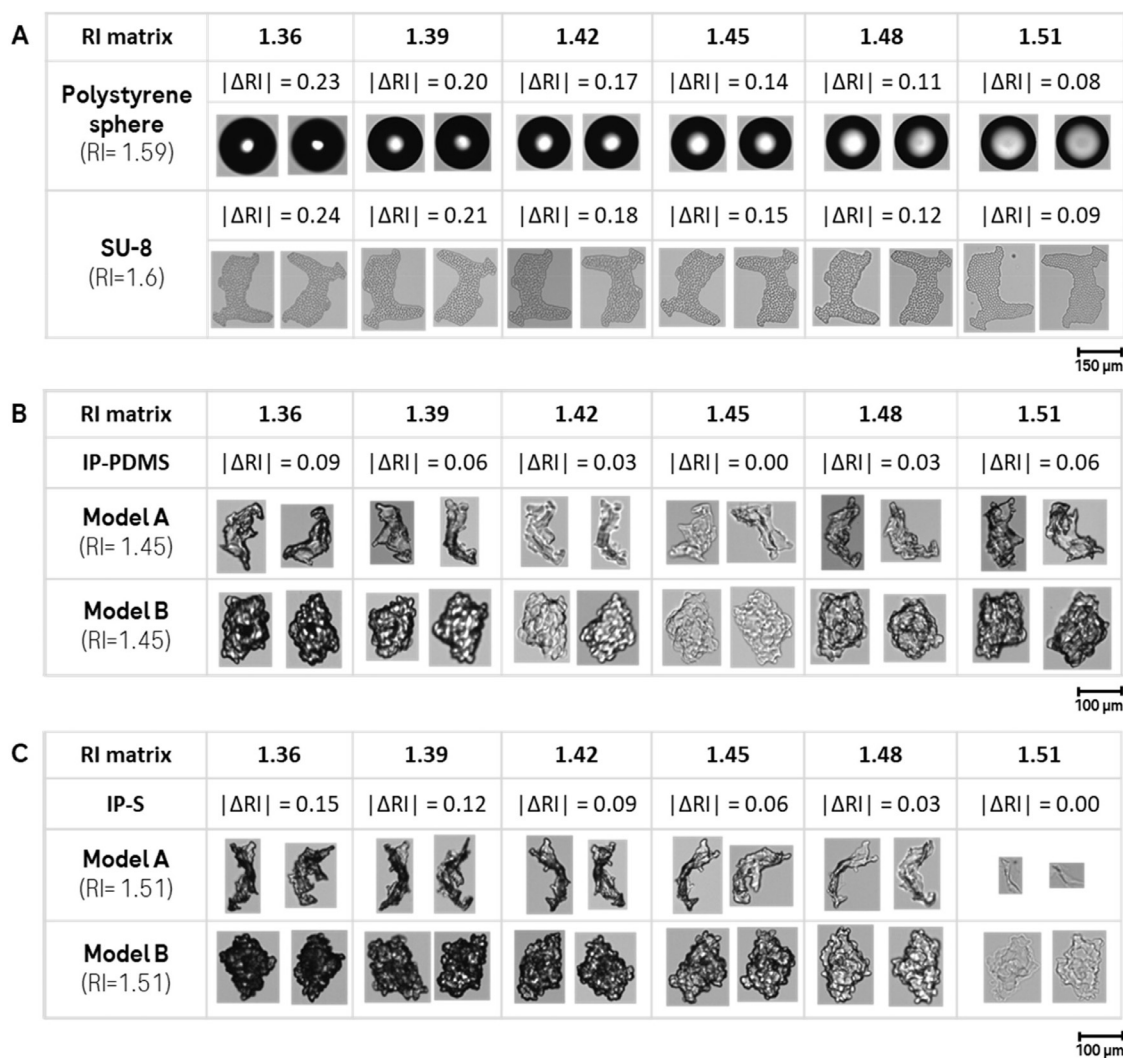 A
RI matrix 1.36 1.39 1.42 1.45 1.48 1.51
Polystyrene sphere (RI= 1.59) |ΔRI| = 0.23 |ΔRI| = 0.20 |ΔRI| = 0.17 |ΔRI| = 0.14 |ΔRI| = 0.11 |ΔRI| = 0.08
SU-8 (RI=1.6) |ΔRI| = 0.24 |ΔRI| = 0.21 |ΔRI| = 0.18 |ΔRI| = 0.15 |ΔRI| = 0.12 |ΔRI| = 0.09
150 µm
B
RI matrix 1.36 1.39 1.42 1.45 1.48 1.51
IP-PDMS |ΔRI| = 0.09 |ΔRI| = 0.06 |ΔRI| = 0.03 |ΔRI| = 0.00 |ΔRI| = 0.03 |ΔRI| = 0.06
Model A
(RI= 1.45)
Model B
(RI=1.45)
100 µm
C
RI matrix 1.36 1.39 1.42 1.45 1.48 1.51
IP-S |ΔRI| = 0.15 |ΔRI| = 0.12 |ΔRI| = 0.09 |ΔRI| = 0.06 |ΔRI| = 0.03 |ΔRI| = 0.00
Model A
(RI= 1.51)
Model B
(RI=1.51)
100 µm